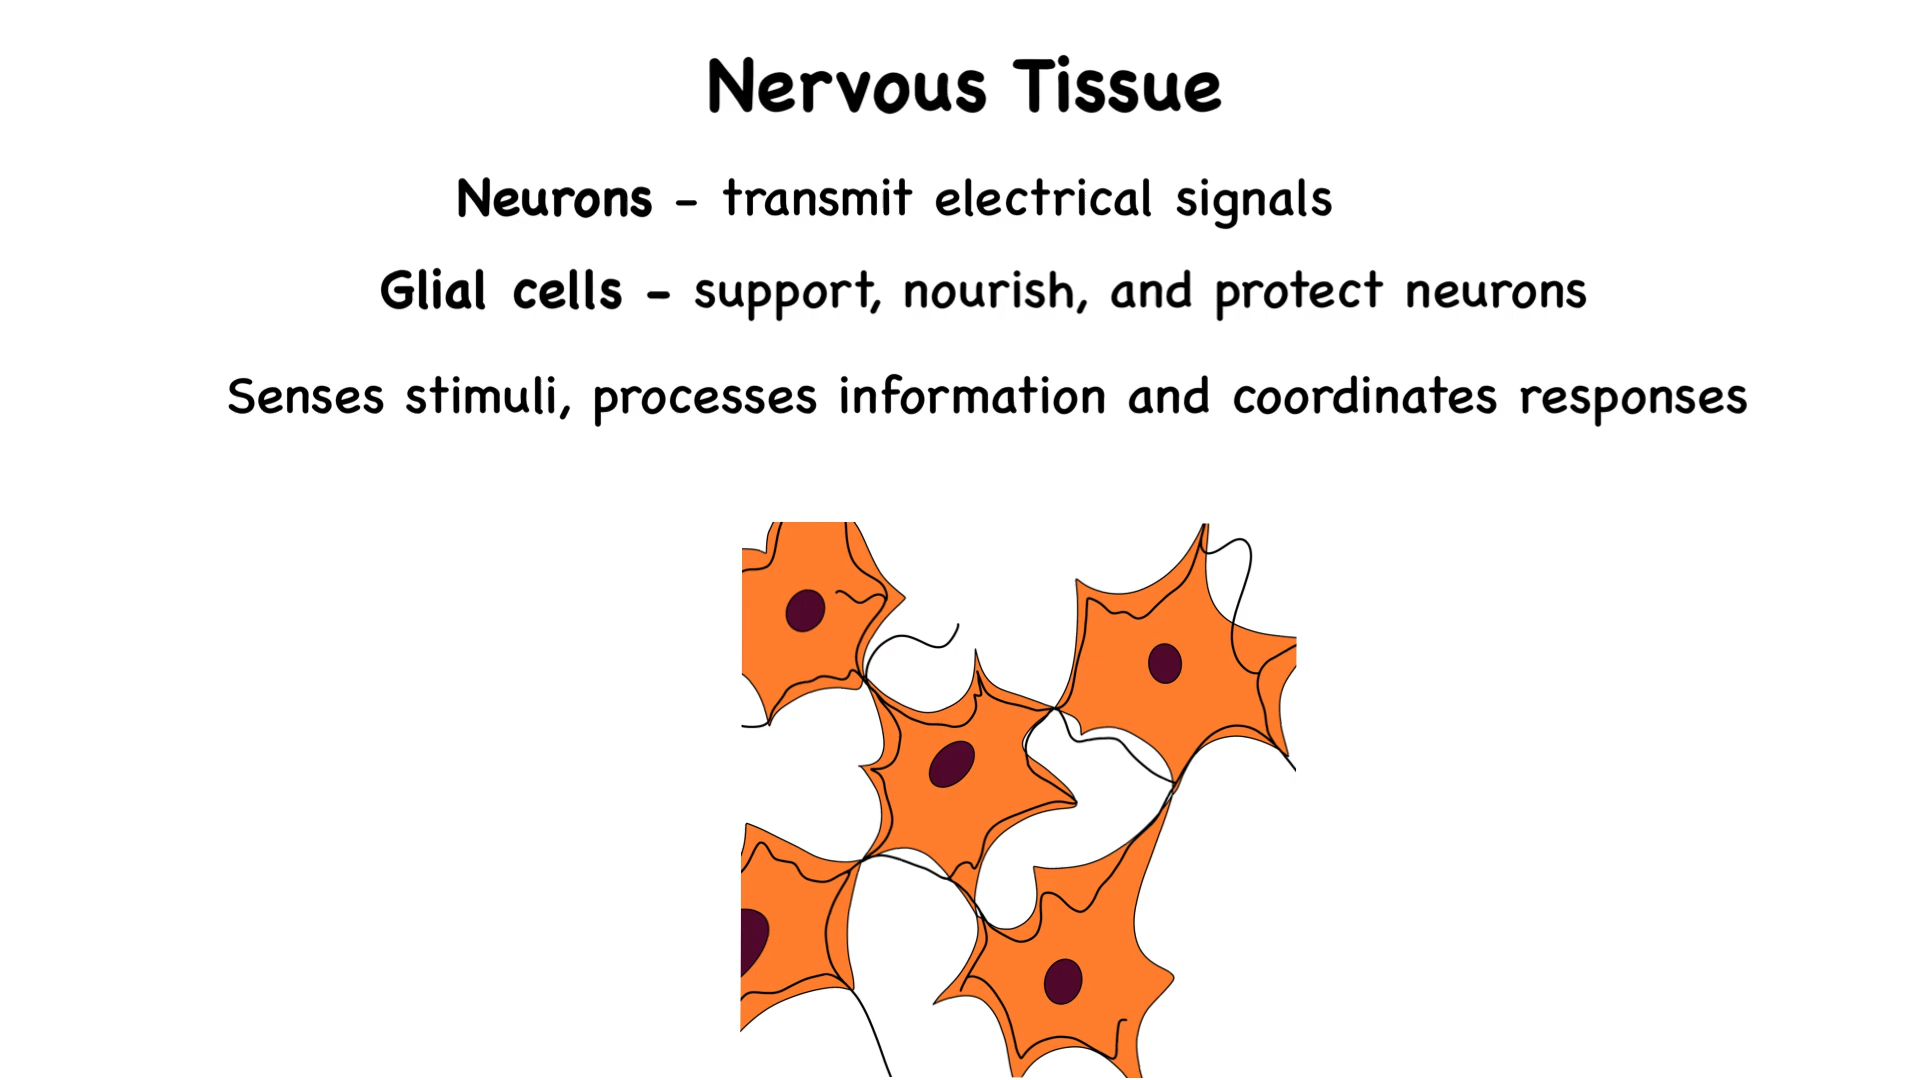 Nervous Tissue
Neurons - transmit electrical signals
Glial cells - support, nourish, and protect neurons
Senses stimuli, processes information and coordinates responses